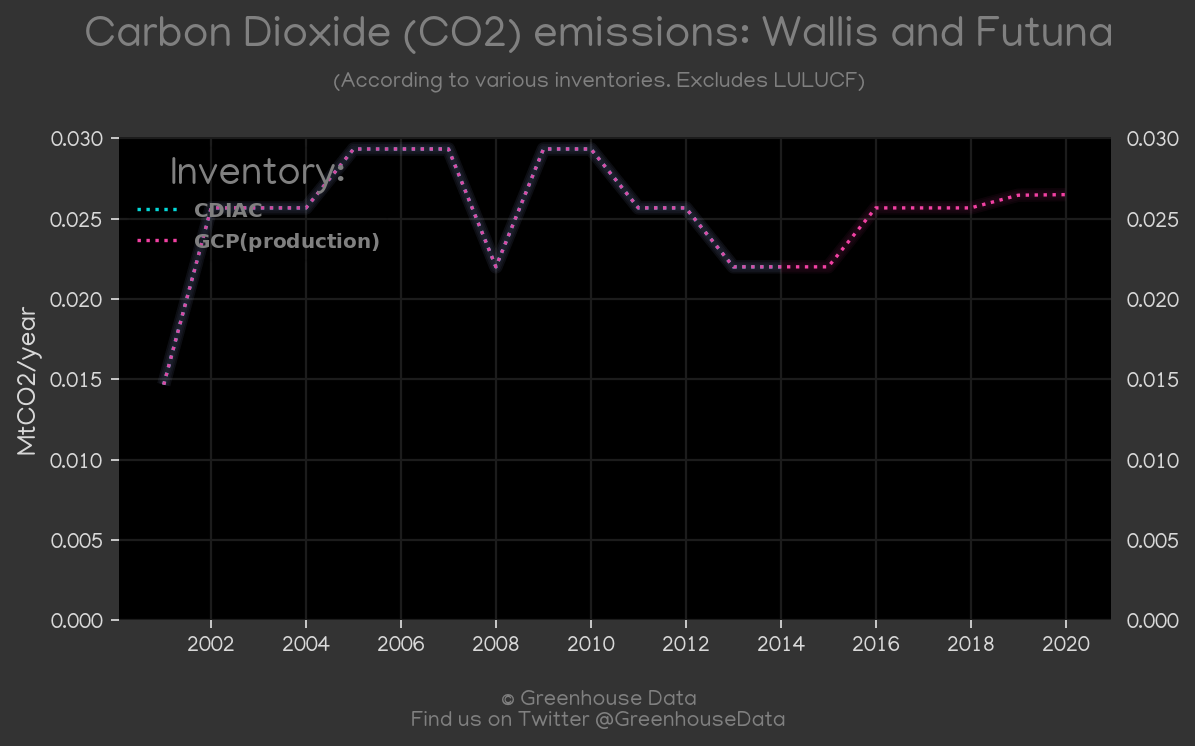 Carbon Dioxide (CO2) emissions: Wallis and Futuna
(According to various inventories. Excludes LULUCF)
0.030
0.030
Inventory:
CDIAC
0.025
0.025
GCP(production)
0.020
0.020
MtCO2/year
0.015
0.015
0.010
0.010
0.005
0.005
0.000
0.000
2002 2004 2006 2008 2010 2012 2014 2016 2018 2020
© Greenhouse Data
Find us on Twitter @GreenhouseData